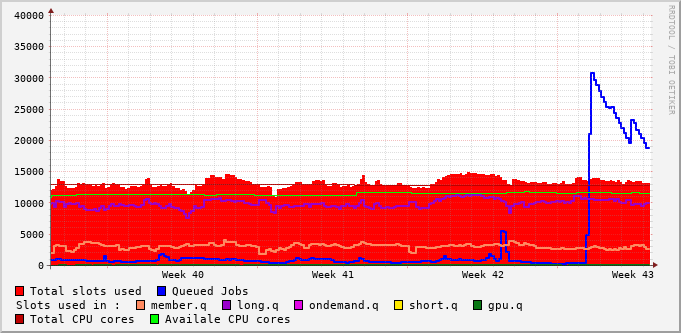 RRDTOOL / TOBI OETIKER
40000
35000
30000
25000
20000
15000
10000
5000
0
Week 40 Week 41 Week 42 Week 43
Total slots used Queued Jobs
Slots used in : member.q long.q ondemand.q short.q gpu.q
Total CPU cores Availale CPU cores